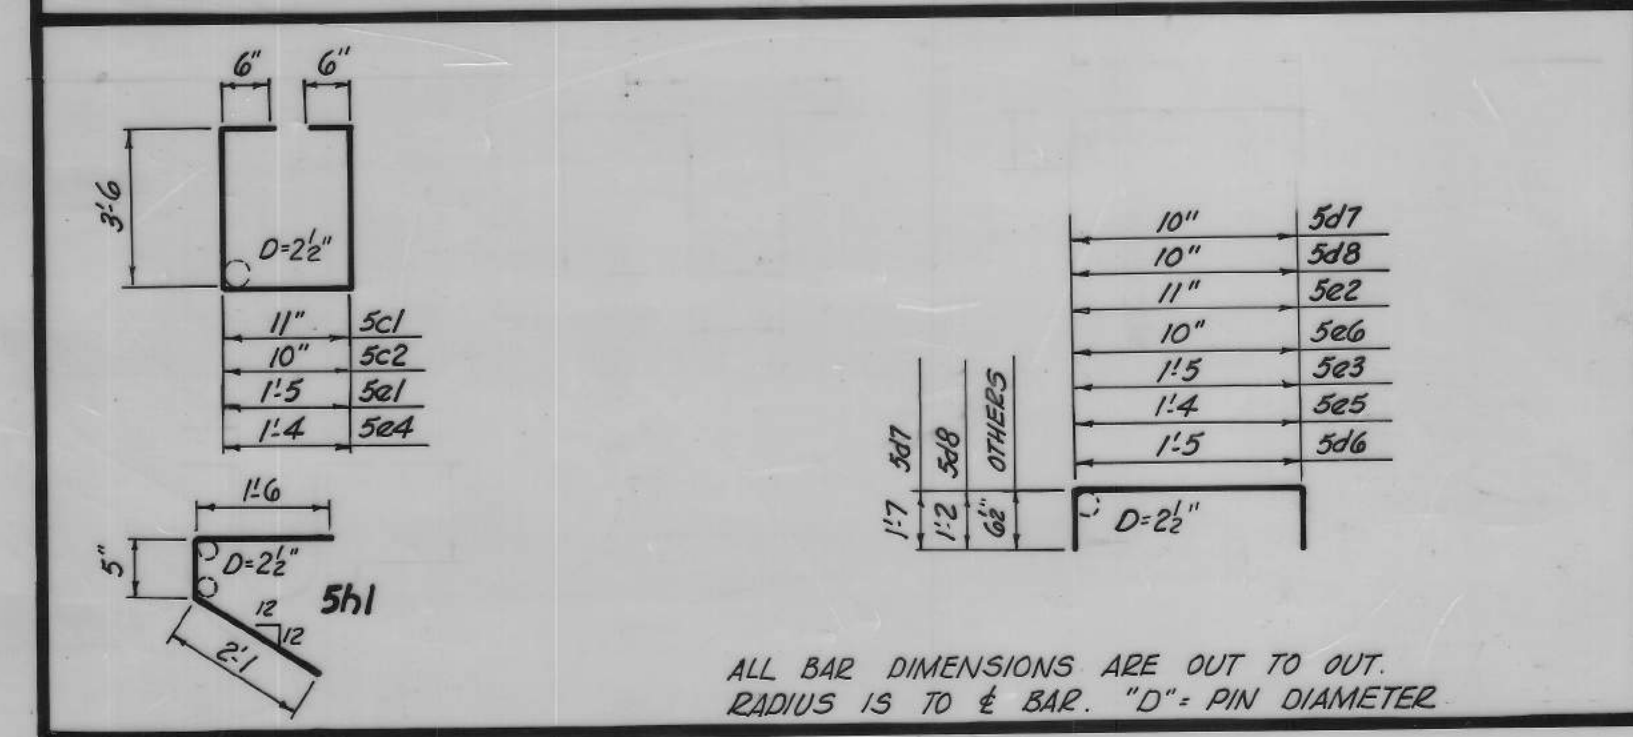 6" 6"
3'-6
D=2½"
11" 5c1
10" 5c2
1'-5 5e1
1'-4 5e4
1'-6
5"
D=2½"
5h1
12
12
2'-1
10" 5d7
10" 5d8
11" 5e2
10" 5e6
1'-5 5e3
1'-4 5e5
1'-5 5d6
1'-7 5d7
1'-2 5d8
6½" OTHERS
D=2½"
ALL BAR DIMENSIONS ARE OUT TO OUT.
RADIUS IS TO ℄ BAR. "D"= PIN DIAMETER